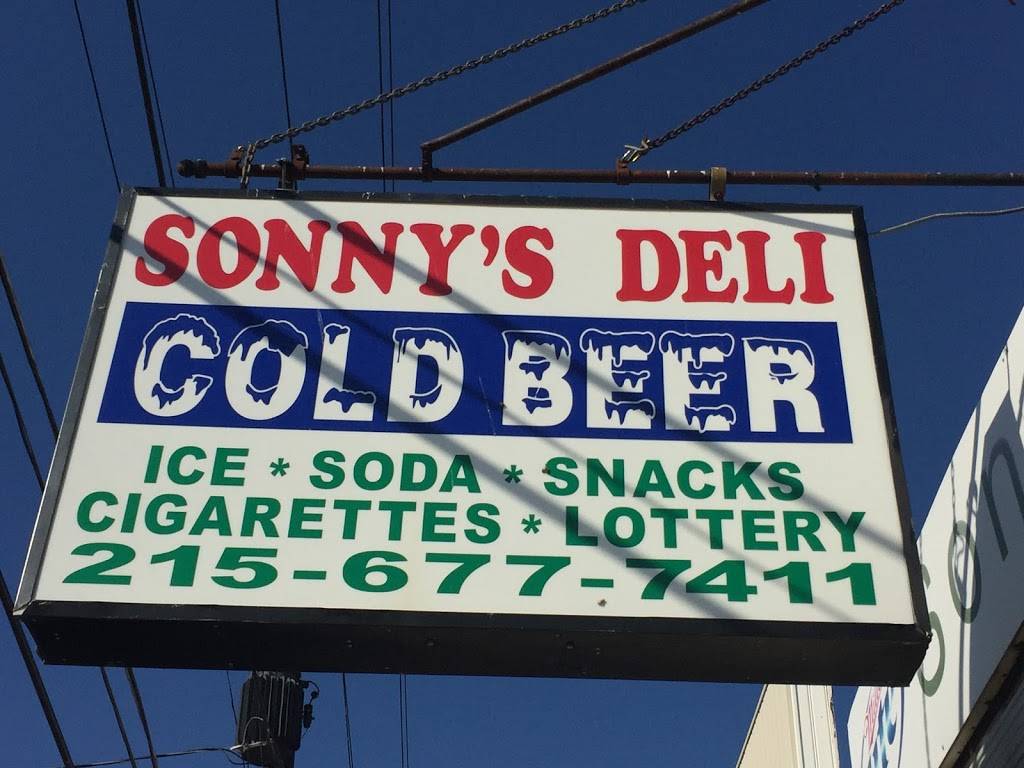 SONNY'S DELI
COLD BEER
ICE * SODA * SNACKS
CIGARETTES * LOTTERY
215-677-7411